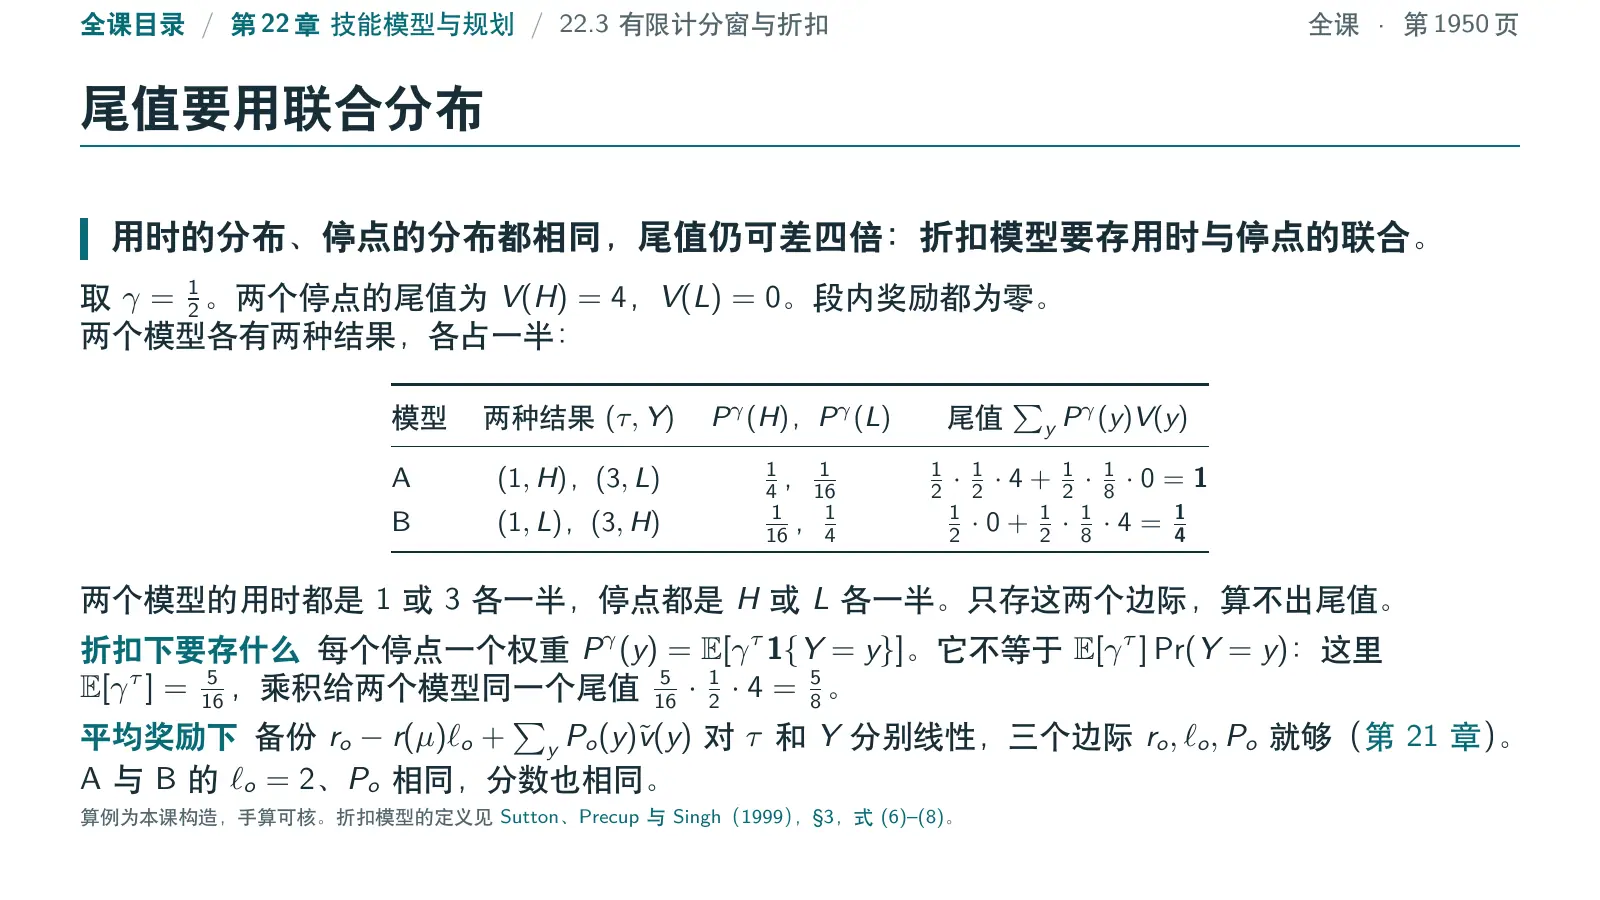 全课目录 / 第 22 章 技能模型与规划 / 22.3 有限计分窗与折扣
全课 · 第 1950 页
尾值要用联合分布
用时的分布、停点的分布都相同，尾值仍可差四倍：折扣模型要存用时与停点的联合。
取 γ = 1/2。两个停点的尾值为 V(H) = 4，V(L) = 0。段内奖励都为零。
两个模型各有两种结果，各占一半：
模型 两种结果 (τ, Y) P^γ(H)，P^γ(L) 尾值 ∑_y P^γ(y)V(y)
A (1, H)，(3, L) 1/4，1/16 1/2 · 1/2 · 4 + 1/2 · 1/8 · 0 = 1
B (1, L)，(3, H) 1/16，1/4 1/2 · 0 + 1/2 · 1/8 · 4 = 1/4
两个模型的用时都是 1 或 3 各一半，停点都是 H 或 L 各一半。只存这两个边际，算不出尾值。
折扣下要存什么 每个停点一个权重 P^γ(y) = 𝔼[γ^τ 1{Y = y}]。它不等于 𝔼[γ^τ] Pr(Y = y)：这里
𝔼[γ^τ] = 5/16，乘积给两个模型同一个尾值 5/16 · 1/2 · 4 = 5/8。
平均奖励下 备份 r_o − r(μ)ℓ_o + ∑_y P_o(y)ṽ(y) 对 τ 和 Y 分别线性，三个边际 r_o, ℓ_o, P_o 就够（第 21 章）。
A 与 B 的 ℓ_o = 2、P_o 相同，分数也相同。
算例为本课构造，手算可核。折扣模型的定义见 Sutton、Precup 与 Singh（1999），§3，式 (6)–(8)。